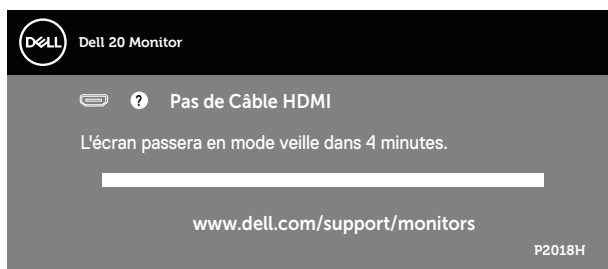 DELL
Dell 20 Monitor
? Pas de Câble HDMI
L'écran passera en mode veille dans 4 minutes.
www.dell.com/support/monitors
P2018H